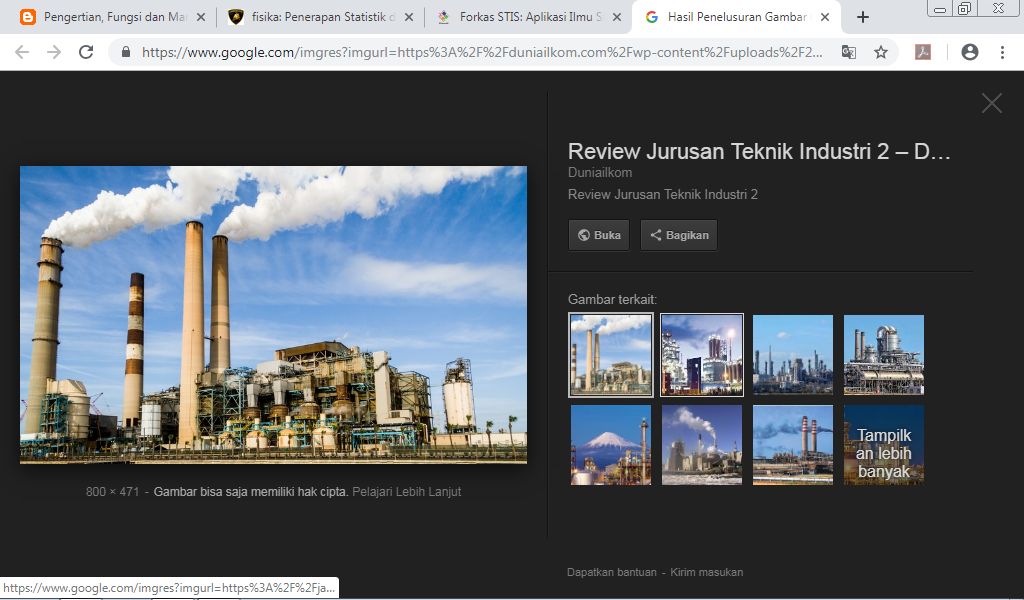 Pengertian, Fungsi dan Ma
fisika: Penerapan Statistik d
Forkas STIS: Aplikasi Ilmu S
Hasil Penelusuran Gambar
https://www.google.com/imgres?imgurl=https%3A%2F%2Fduniailkom.com%2Fwp-content%2Fuploads%2F2...
Review Jurusan Teknik Industri 2 – D...
Duniailkom
Review Jurusan Teknik Industri 2
Buka
Bagikan
Gambar terkait:
Tampilk
an lebih
banyak
800 × 471 - Gambar bisa saja memiliki hak cipta. Pelajari Lebih Lanjut
Dapatkan bantuan - Kirim masukan
https://www.google.com/imgres?imgurl=https%3A%2F%2Fja...